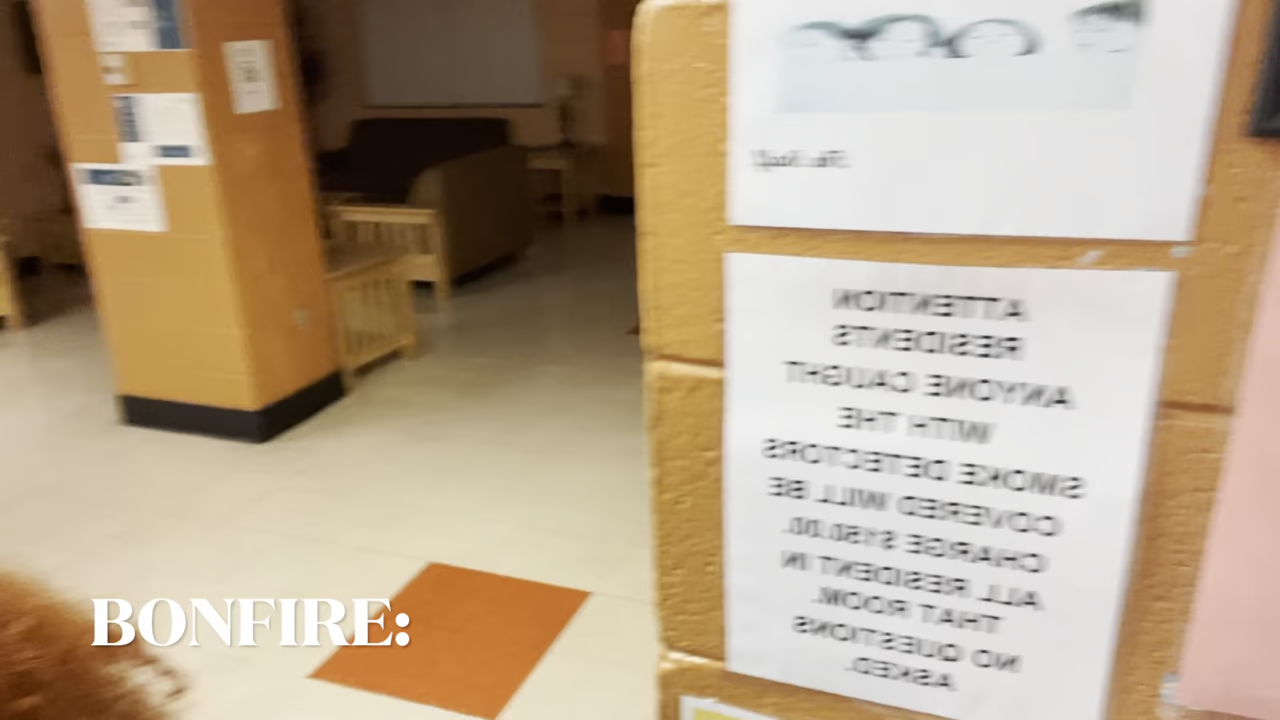 ATTENTION
RESIDENTS
ANYONE CAUGHT
WITH THE
SMOKE DETECTORS
COVERED WILL BE
CHARGE $150.00.
ALL RESIDENT IN
THAT ROOM.
NO QUESTIONS
ASKED.
BONFIRE: